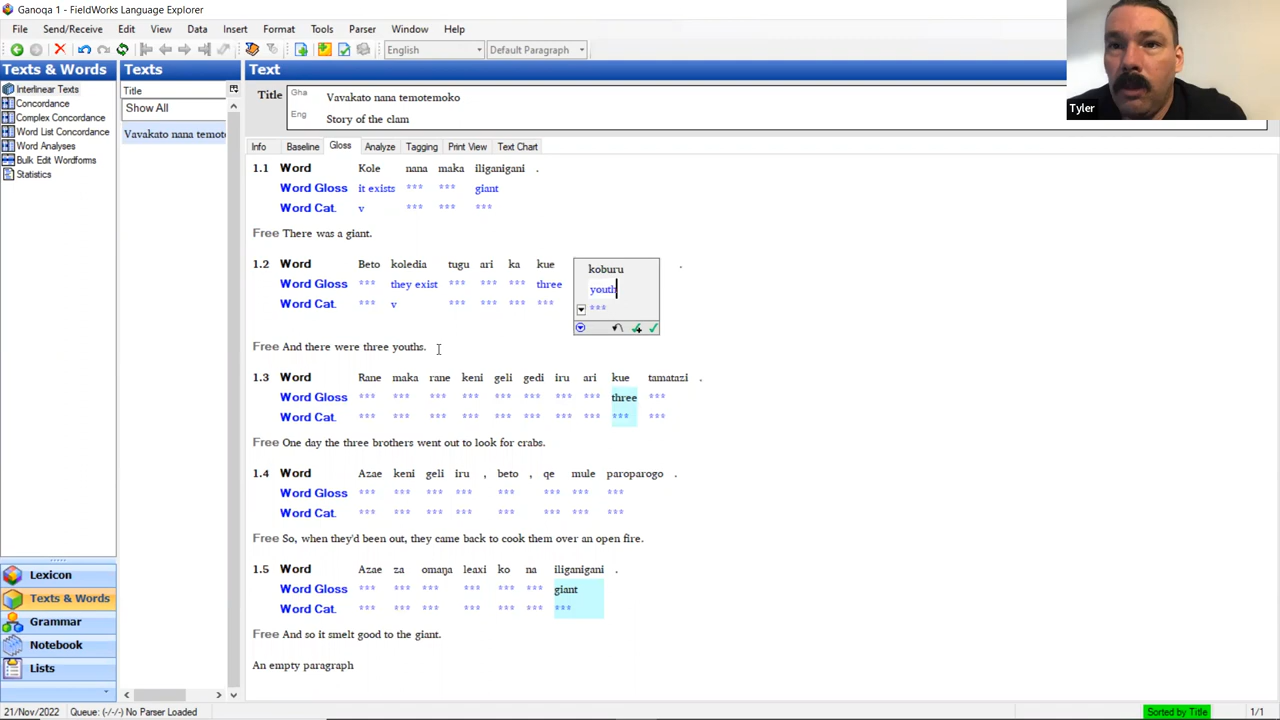 Ganoqa 1 - FieldWorks Language Explorer
File Send/Receive Edit View Data Insert Format Tools Parser Window Help
English Default Paragraph
Texts & Words
Interlinear Texts
Concordance
Complex Concordance
Word List Concordance
Word Analyses
Bulk Edit Wordforms
Statistics
Lexicon
Texts & Words
Grammar
Notebook
Lists
Texts
Title
Show All
Vavakato nana temot
Text
Title Gha Vavakato nana temotemoko
Eng Story of the clam
Tyler
Info Baseline Gloss Analyze Tagging Print View Text Chart
1.1 Word Kole nana maka iliganigani .
Word Gloss it exists *** *** giant
Word Cat. v *** *** ***
Free There was a giant.
1.2 Word Beto koledia tugu ari ka kue koburu .
Word Gloss *** they exist *** *** *** three youth
Word Cat. *** v *** *** *** *** ***
Free And there were three youths.
1.3 Word Rane maka rane keni geli gedi iru ari kue tamatazi .
Word Gloss *** *** *** *** *** *** *** *** three ***
Word Cat. *** *** *** *** *** *** *** *** *** ***
Free One day the three brothers went out to look for crabs.
1.4 Word Azae keni geli iru , beto , qe mule paroparogo .
Word Gloss *** *** *** *** *** *** *** ***
Word Cat. *** *** *** *** *** *** *** ***
Free So, when they'd been out, they came back to cook them over an open fire.
1.5 Word Azae za omaŋa leaxi ko na iliganigani .
Word Gloss *** *** *** *** *** *** giant
Word Cat. *** *** *** *** *** *** ***
Free And so it smelt good to the giant.
An empty paragraph
21/Nov/2022 Queue: (-/-/-) No Parser Loaded Sorted by Title 1/1